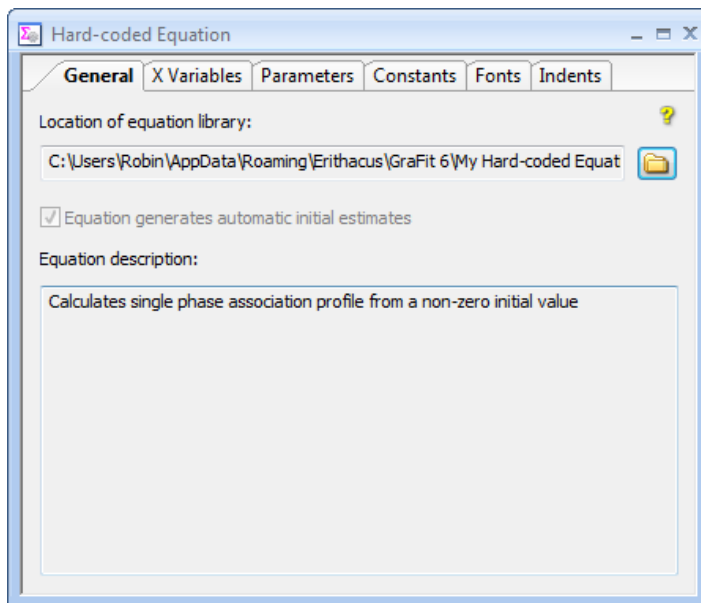 Hard-coded Equation
General X Variables Parameters Constants Fonts Indents
Location of equation library:
C:\Users\Robin\AppData\Roaming\Erithacus\GraFit 6\My Hard-coded Equat
Equation generates automatic initial estimates
Equation description:
Calculates single phase association profile from a non-zero initial value